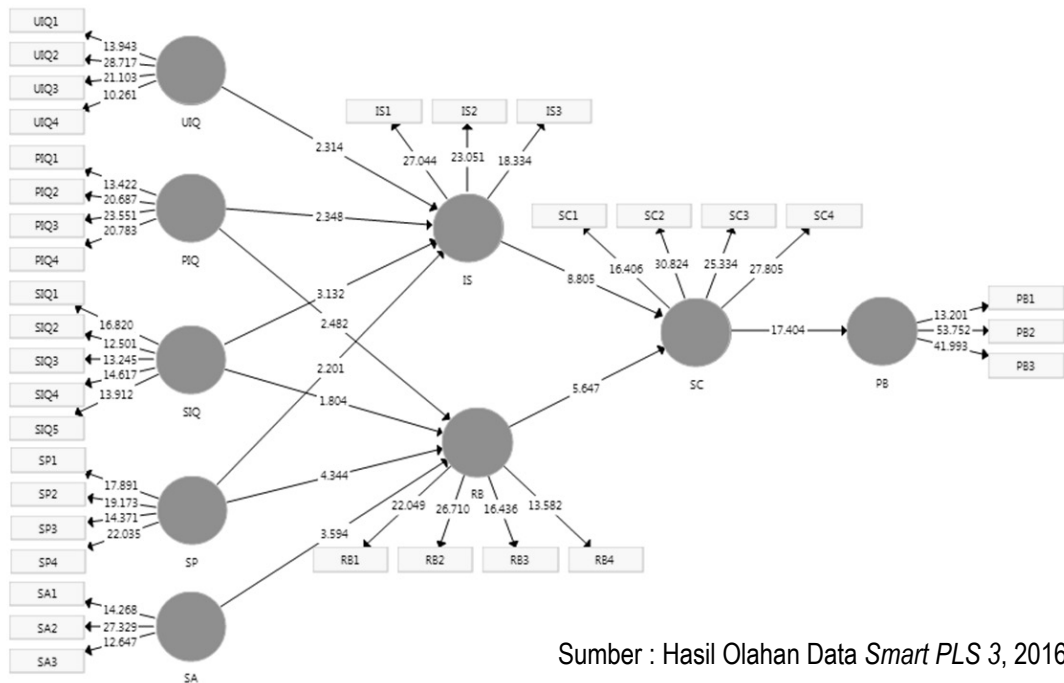 UIQ1
UIQ2
UIQ3
UIQ4
13.943
28.717
21.103
10.261
UIQ
PIQ1
PIQ2
PIQ3
PIQ4
13.422
20.687
23.551
20.783
PIQ
SIQ1
SIQ2
SIQ3
SIQ4
SIQ5
16.820
12.501
13.245
14.617
13.912
SIQ
SP1
SP2
SP3
SP4
17.891
19.173
14.371
22.035
SP
SA1
SA2
SA3
14.268
27.329
12.647
SA
2.314
2.348
3.132
2.482
2.201
1.804
4.344
3.594
IS1
IS2
IS3
27.044
23.051
18.334
IS
RB
22.049
26.710
16.436
13.582
RB1
RB2
RB3
RB4
8.805
5.647
SC1
SC2
SC3
SC4
16.406
30.824
25.334
27.805
SC
17.404
PB
13.201
53.752
41.993
PB1
PB2
PB3
Sumber : Hasil Olahan Data Smart PLS 3, 2016